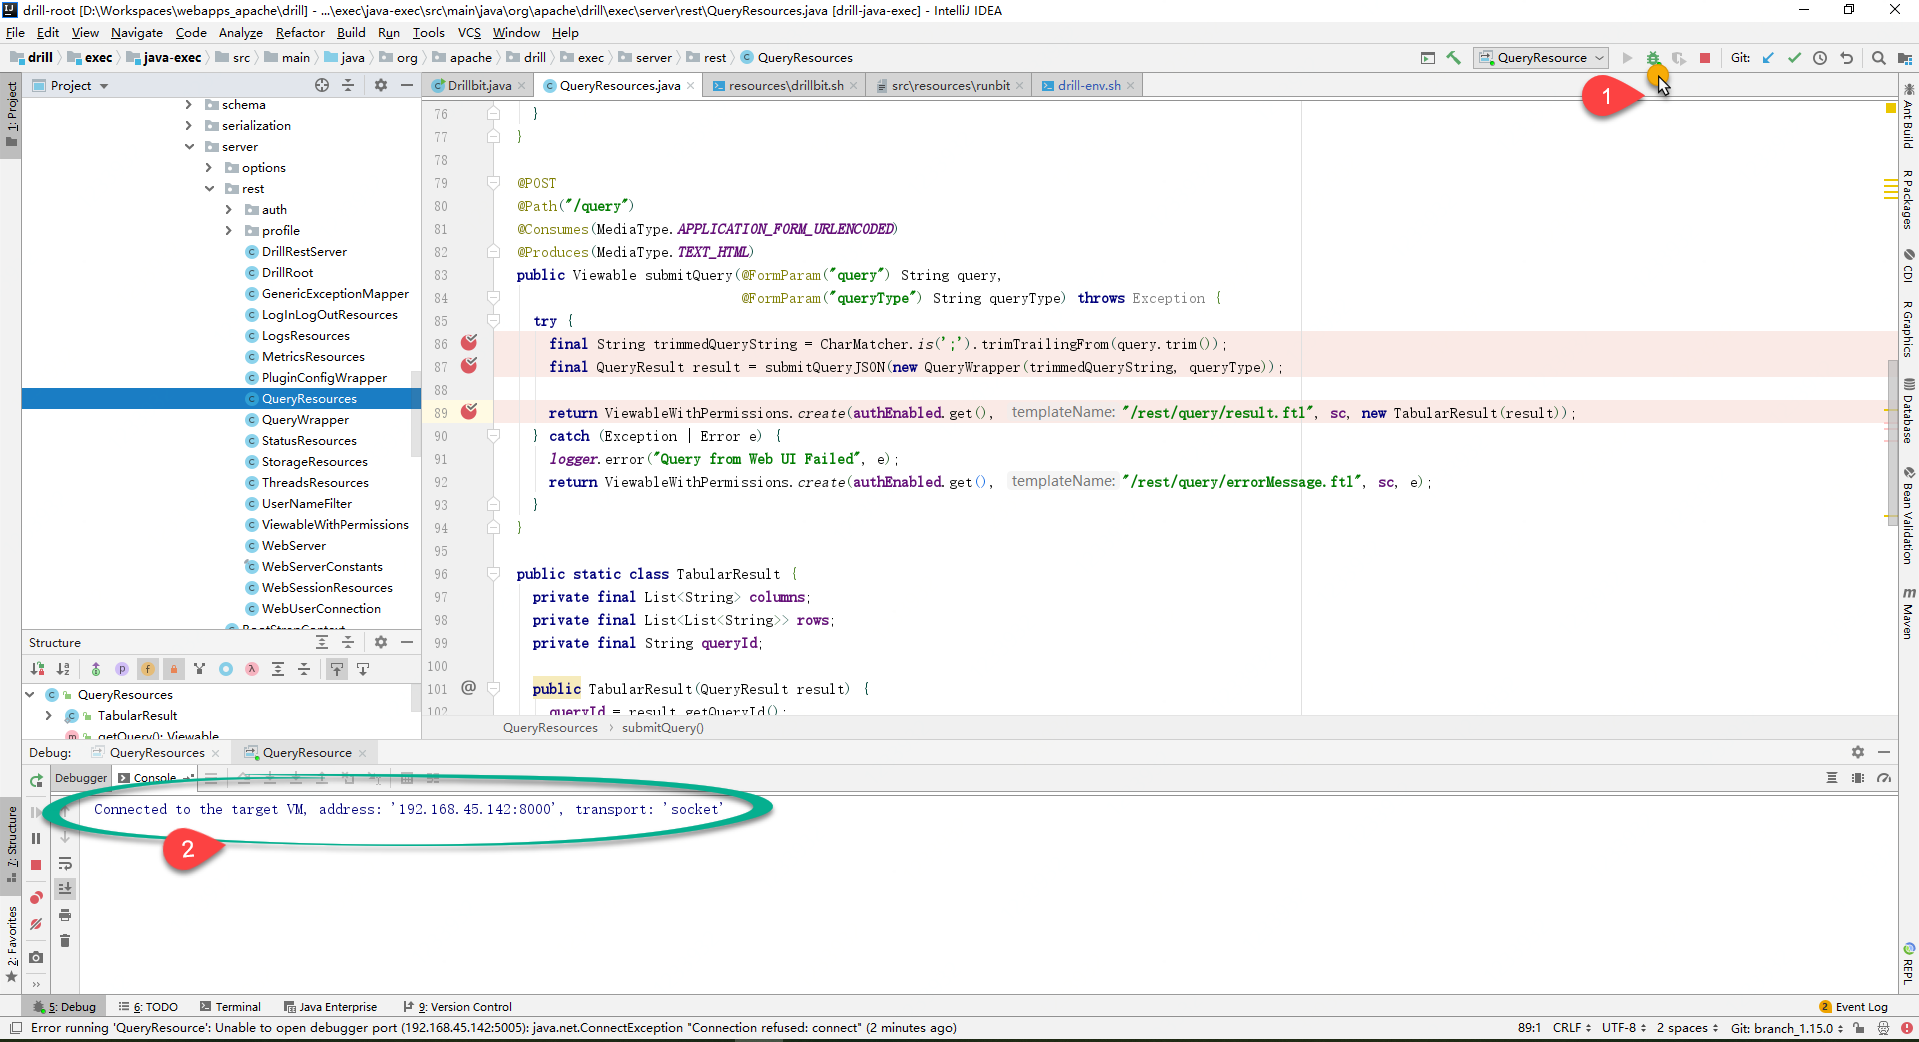 drill-root [D:\Workspaces\webapps_apache\drill] - ...\exec\java-exec\src\main\java\org\apache\drill\exec\server\rest\QueryResources.java [drill-java-exec] - IntelliJ IDEA
File Edit View Navigate Code Analyze Refactor Build Run Tools VCS Window Help
drill exec java-exec src main java org apache drill exec server rest QueryResources
QueryResource Git:
1
1: Project
Project
schema
serialization
server
options
rest
auth
profile
DrillRestServer
DrillRoot
GenericExceptionMapper
LogInLogOutResources
LogsResources
MetricsResources
PluginConfigWrapper
QueryResources
QueryWrapper
StatusResources
StorageResources
ThreadsResources
UserNameFilter
ViewableWithPermissions
WebServer
WebServerConstants
WebSessionResources
WebUserConnection
BootStrapContext
Structure
QueryResources
TabularResult
getQuery(): Viewable
Drillbit.java QueryResources.java resources\drillbit.sh src\resources\runbit drill-env.sh
76 }
77 }
78
79 @POST
80 @Path("/query")
81 @Consumes(MediaType.APPLICATION_FORM_URLENCODED)
82 @Produces(MediaType.TEXT_HTML)
83 public Viewable submitQuery(@FormParam("query") String query,
84 @FormParam("queryType") String queryType) throws Exception {
85 try {
86 final String trimmedQueryString = CharMatcher.is(';').trimTrailingFrom(query.trim());
87 final QueryResult result = submitQueryJSON(new QueryWrapper(trimmedQueryString, queryType));
88
89 return ViewableWithPermissions.create(authEnabled.get(), templateName: "/rest/query/result.ftl", sc, new TabularResult(result));
90 } catch (Exception | Error e) {
91 logger.error("Query from Web UI Failed", e);
92 return ViewableWithPermissions.create(authEnabled.get(), templateName: "/rest/query/errorMessage.ftl", sc, e);
93 }
94 }
95
96 public static class TabularResult {
97 private final List<String> columns;
98 private final List<List<String>> rows;
99 private final String queryId;
100
101 @ public TabularResult(QueryResult result) {
102 queryId = result.getQueryId();
QueryResources › submitQuery()
Ant Build
R Packages
CDI
R Graphics
Database
Bean Validation
Maven
REPL
Debug: QueryResources QueryResource
Debugger Console
Connected to the target VM, address: '192.168.45.142:8000', transport: 'socket'
2
7: Structure
2: Favorites
5: Debug 6: TODO Terminal Java Enterprise 9: Version Control 2 Event Log
Error running 'QueryResource': Unable to open debugger port (192.168.45.142:5005): java.net.ConnectException "Connection refused: connect" (2 minutes ago) 89:1 CRLF UTF-8 2 spaces Git: branch_1.15.0